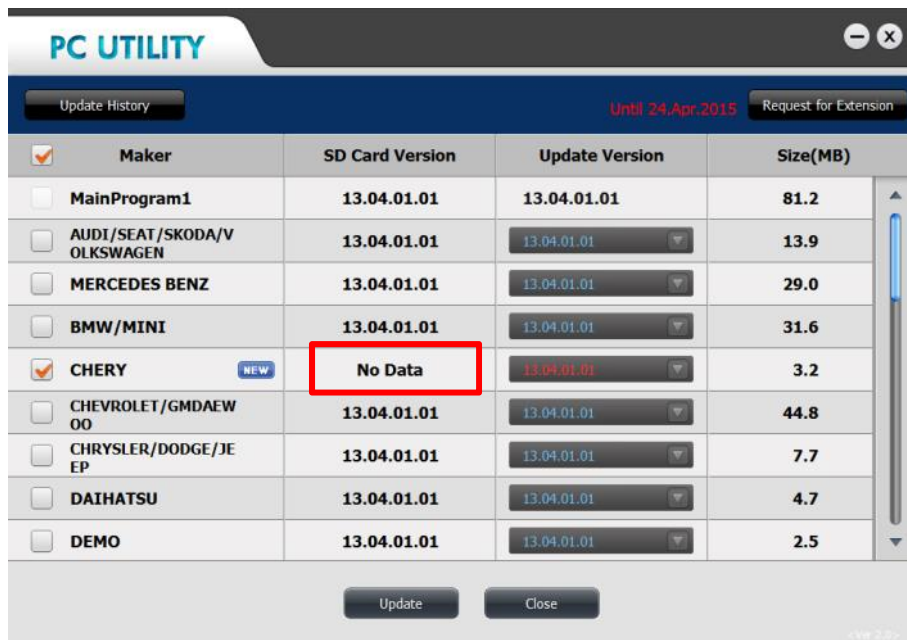 PC UTILITY
Update History
Until 24,Apr,2015
Request for Extension
Maker SD Card Version Update Version Size(MB)
MainProgram1 13.04.01.01 13.04.01.01 81.2
AUDI/SEAT/SKODA/V
OLKSWAGEN
13.04.01.01 13.04.01.01 13.9
MERCEDES BENZ 13.04.01.01 13.04.01.01 29.0
BMW/MINI 13.04.01.01 13.04.01.01 31.6
CHERY NEW No Data 13.04.01.01 3.2
CHEVROLET/GMDAEW
OO
13.04.01.01 13.04.01.01 44.8
CHRYSLER/DODGE/JE
EP
13.04.01.01 13.04.01.01 7.7
DAIHATSU 13.04.01.01 13.04.01.01 4.7
DEMO 13.04.01.01 13.04.01.01 2.5
Update Close